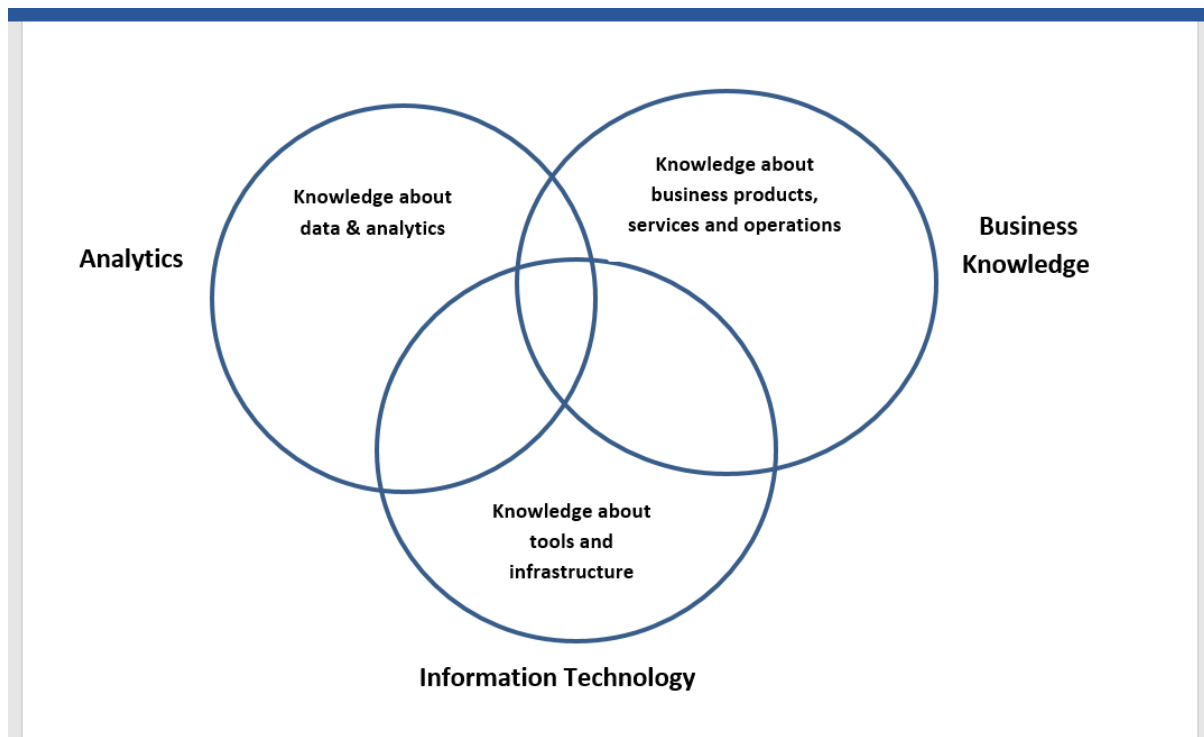 Knowledge about
data & analytics
Knowledge about
business products,
services and operations
Analytics
Business
Knowledge
Knowledge about
tools and
infrastructure
Information Technology